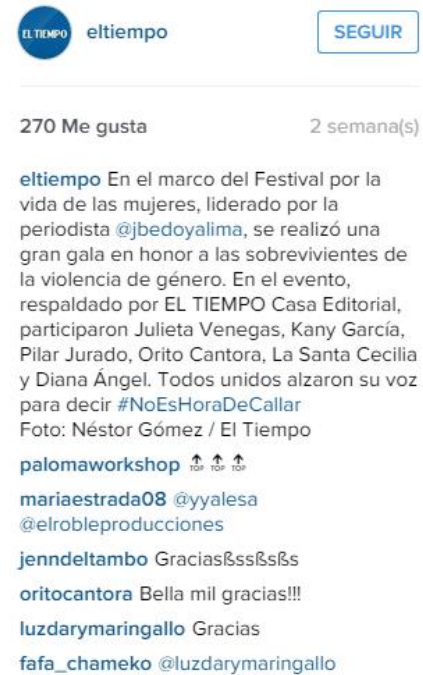 EL TIEMPO
eltiempo
SEGUIR
270 Me gusta
2 semana(s)
eltiempo En el marco del Festival por la
vida de las mujeres, liderado por la
periodista @jbedoyalima, se realizó una
gran gala en honor a las sobrevivientes de
la violencia de género. En el evento,
respaldado por EL TIEMPO Casa Editorial,
participaron Julieta Venegas, Kany García,
Pilar Jurado, Orito Cantora, La Santa Cecilia
y Diana Ángel. Todos unidos alzaron su voz
para decir #NoEsHoraDeCallar
Foto: Néstor Gómez / El Tiempo
palomaworkshop 🔝 🔝 🔝
mariaestrada08 @yyalesa
@elrobleproducciones
jenndeltambo Graciasßssßsßs
oritocantora Bella mil gracias!!!
luzdarymaringallo Gracias
fafa_chameko @luzdarymaringallo